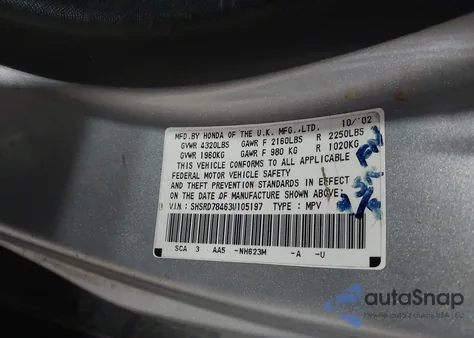 10/'02
MFD.BY HONDA OF THE U.K. MFG.,LTD.
GVWR 4320LBS GAWR F 2160LBS R 2250LBS
GVWR 1960KG GAWR F 980 KG R 1020KG
THIS VEHICLE CONFORMS TO ALL APPLICABLE
FEDERAL MOTOR VEHICLE SAFETY
AND THEFT PREVENTION STANDARDS IN EFFECT
ON THE DATE OF MANUFACTURE SHOWN ABOVE.
V.I.N.: SHSRD78463U105197 TYPE: MPV
SCA 3 AA5 -NH623M -A -U
autoSnap